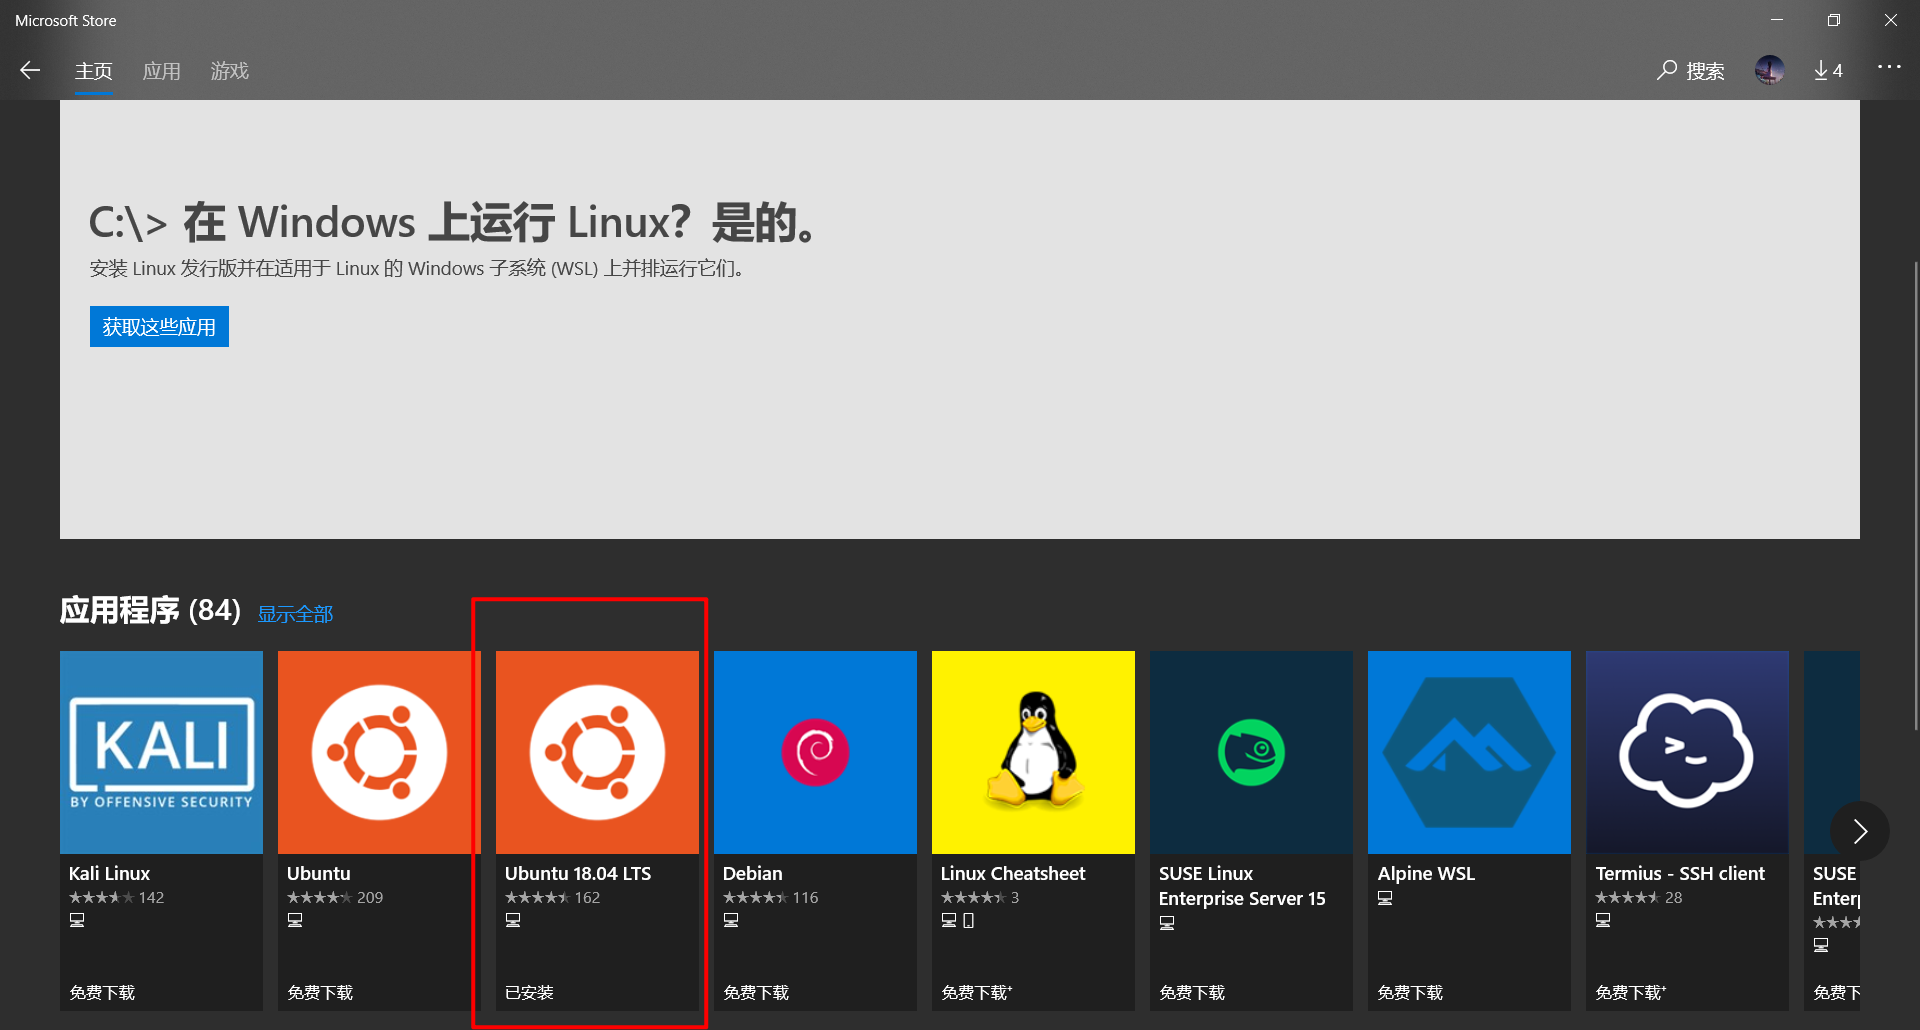 Microsoft Store
主页 应用 游戏 搜索 4
C:\> 在 Windows 上运行 Linux？是的。
安装 Linux 发行版并在适用于 Linux 的 Windows 子系统 (WSL) 上并排运行它们。
获取这些应用
应用程序 (84) 显示全部
KALI
BY OFFENSIVE SECURITY
Kali Linux
142
免费下载
Ubuntu
209
免费下载
Ubuntu 18.04 LTS
162
已安装
Debian
116
免费下载
Linux Cheatsheet
3
免费下载+
SUSE Linux
Enterprise Server 15
免费下载
Alpine WSL
免费下载
Termius - SSH client
28
免费下载+
SUSE
Enterp
免费下